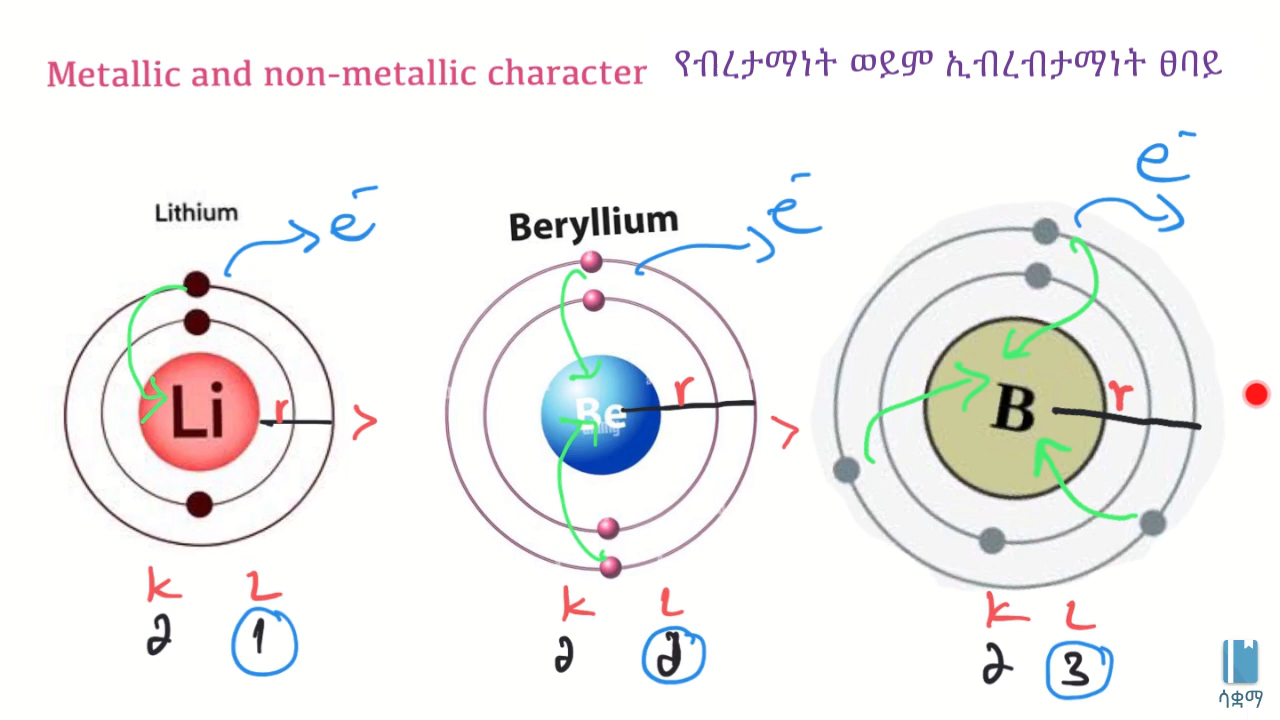 Metallic and non-metallic character
የብረታማነት ወይም ኢብረብታማነት ፀባይ
Lithium
e⁻
Beryllium
e⁻
e⁻
Li
r
>
Be
r
>
B
r
K L
2 1
K L
2 2
K L
2 3
ሳቋማ